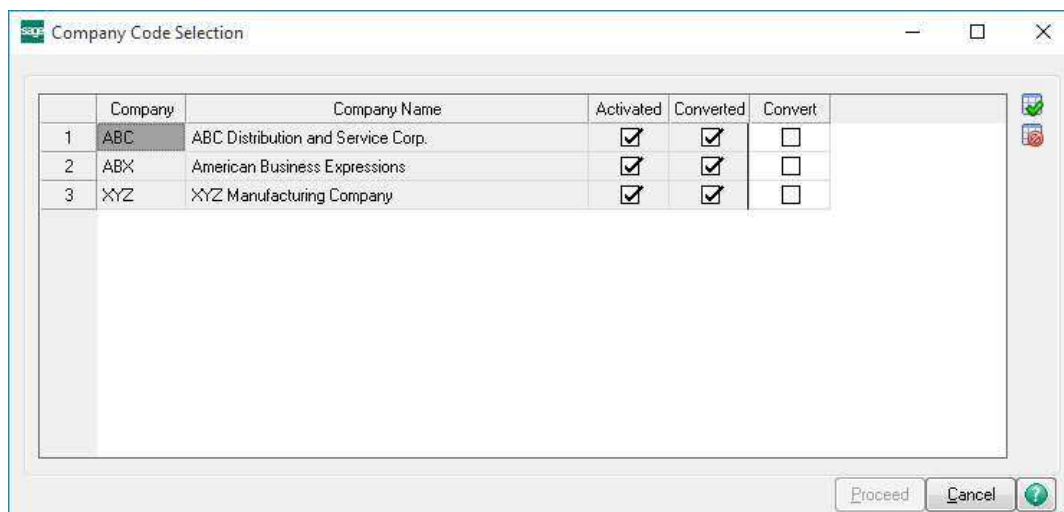 sage Company Code Selection
Company Company Name Activated Converted Convert
1 ABC ABC Distribution and Service Corp.
2 ABX American Business Expressions
3 XYZ XYZ Manufacturing Company
Proceed Cancel ?